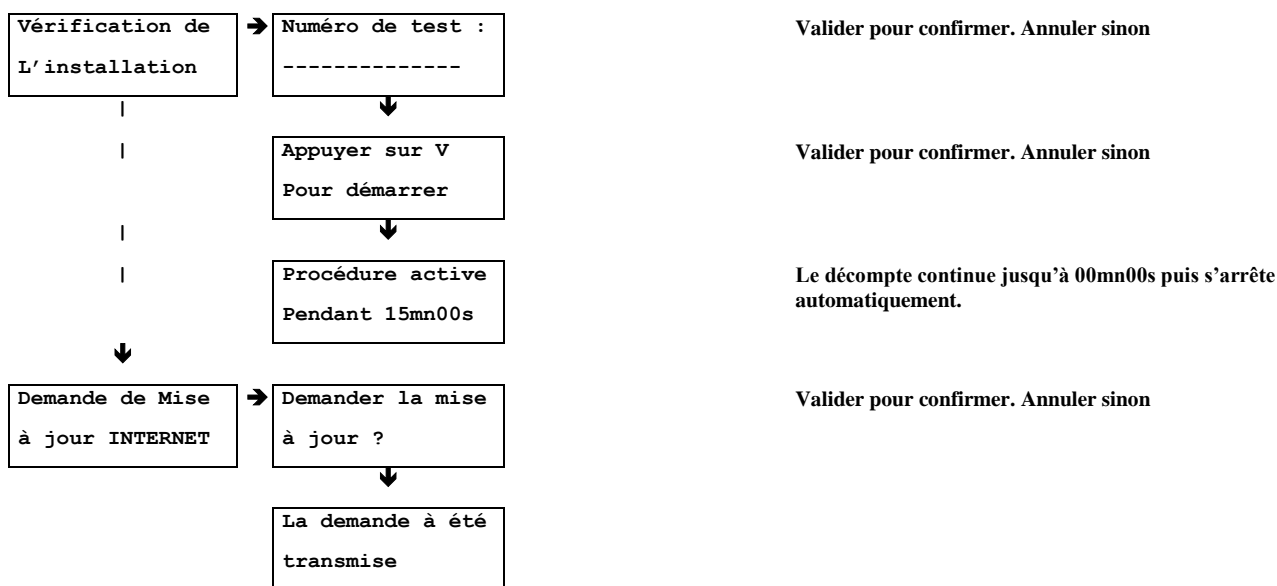 Vérification de
L'installation
Numéro de test :
--------------
Valider pour confirmer. Annuler sinon
Appuyer sur V
Pour démarrer
Valider pour confirmer. Annuler sinon
Procédure active
Pendant 15mn00s
Le décompte continue jusqu'à 00mn00s puis s'arrête
automatiquement.
Demande de Mise
à jour INTERNET
Demander la mise
à jour ?
Valider pour confirmer. Annuler sinon
La demande à été
transmise